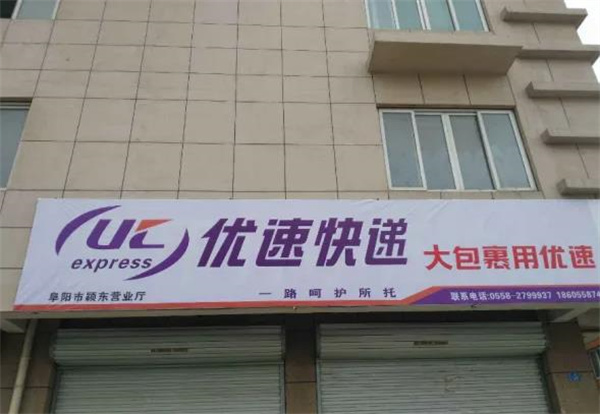 UC express
优速快递
大包裹用优速
阜阳市颍东营业厅
一路呵护所托
联系电话:0558-2799937 186055874